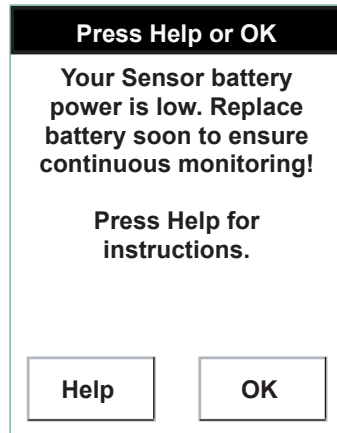 Press Help or OK
Your Sensor battery
power is low. Replace
battery soon to ensure
continuous monitoring!
Press Help for
instructions.
Help OK